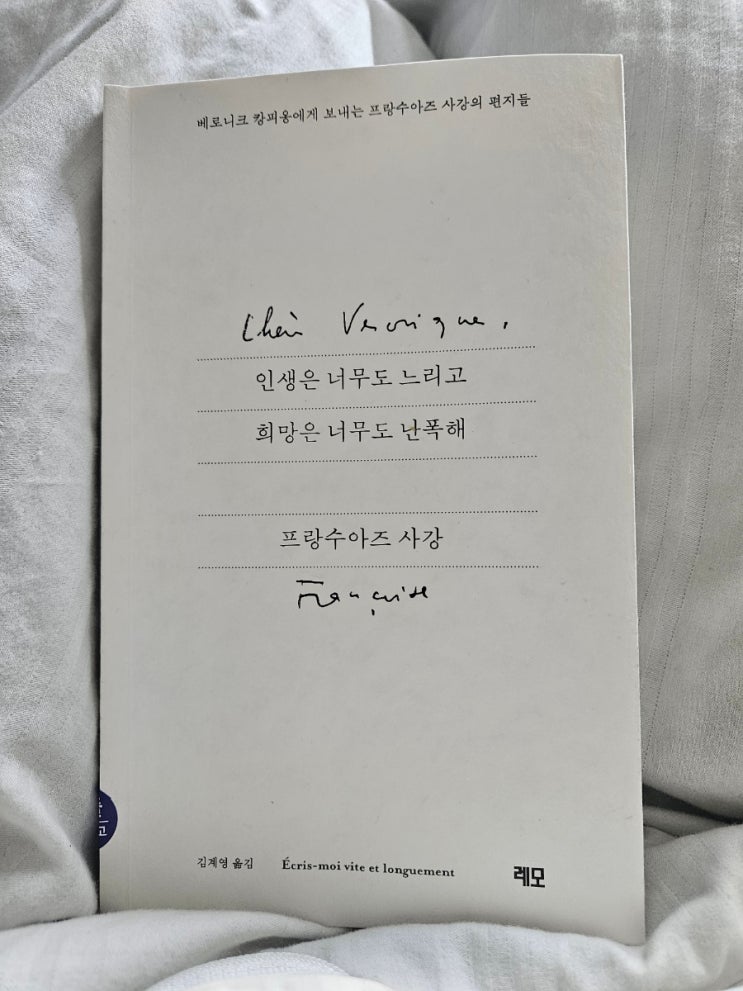 베로니크 캉피옹에게 보내는 프랑수아즈 사강의 편지들
Chère Véronique,
인생은 너무도 느리고
희망은 너무도 난폭해
프랑수아즈 사강
Françoise
김계영 옮김 Écris-moi vite et longuement 레모
고